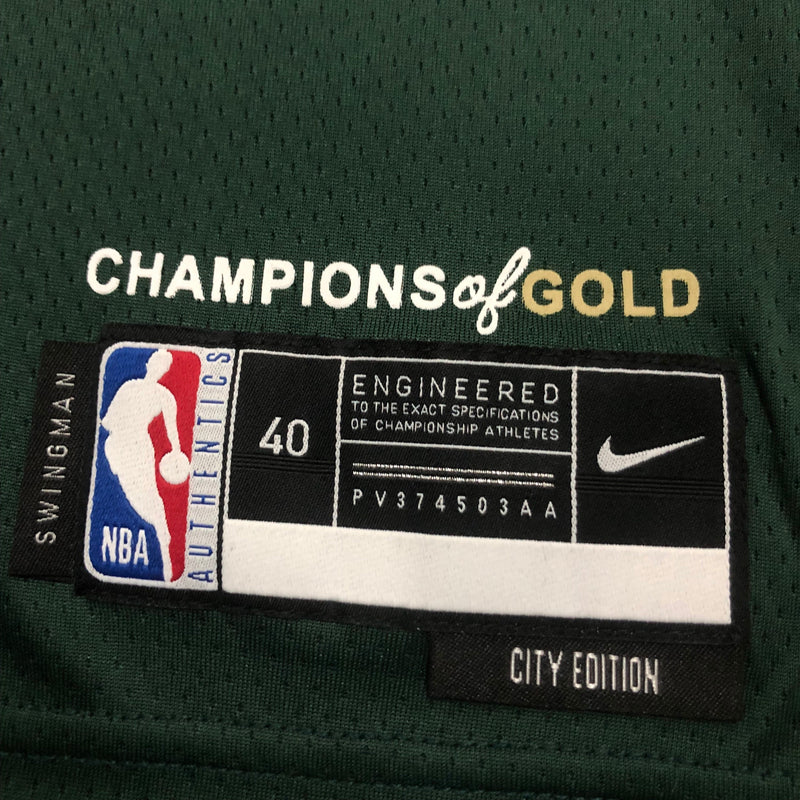 CHAMPIONS of GOLD
SWINGMAN
NBA
AUTHENTICS
40
ENGINEERED
TO THE EXACT SPECIFICATIONS
OF CHAMPIONSHIP ATHLETES
PV374503AA
CITY EDITION